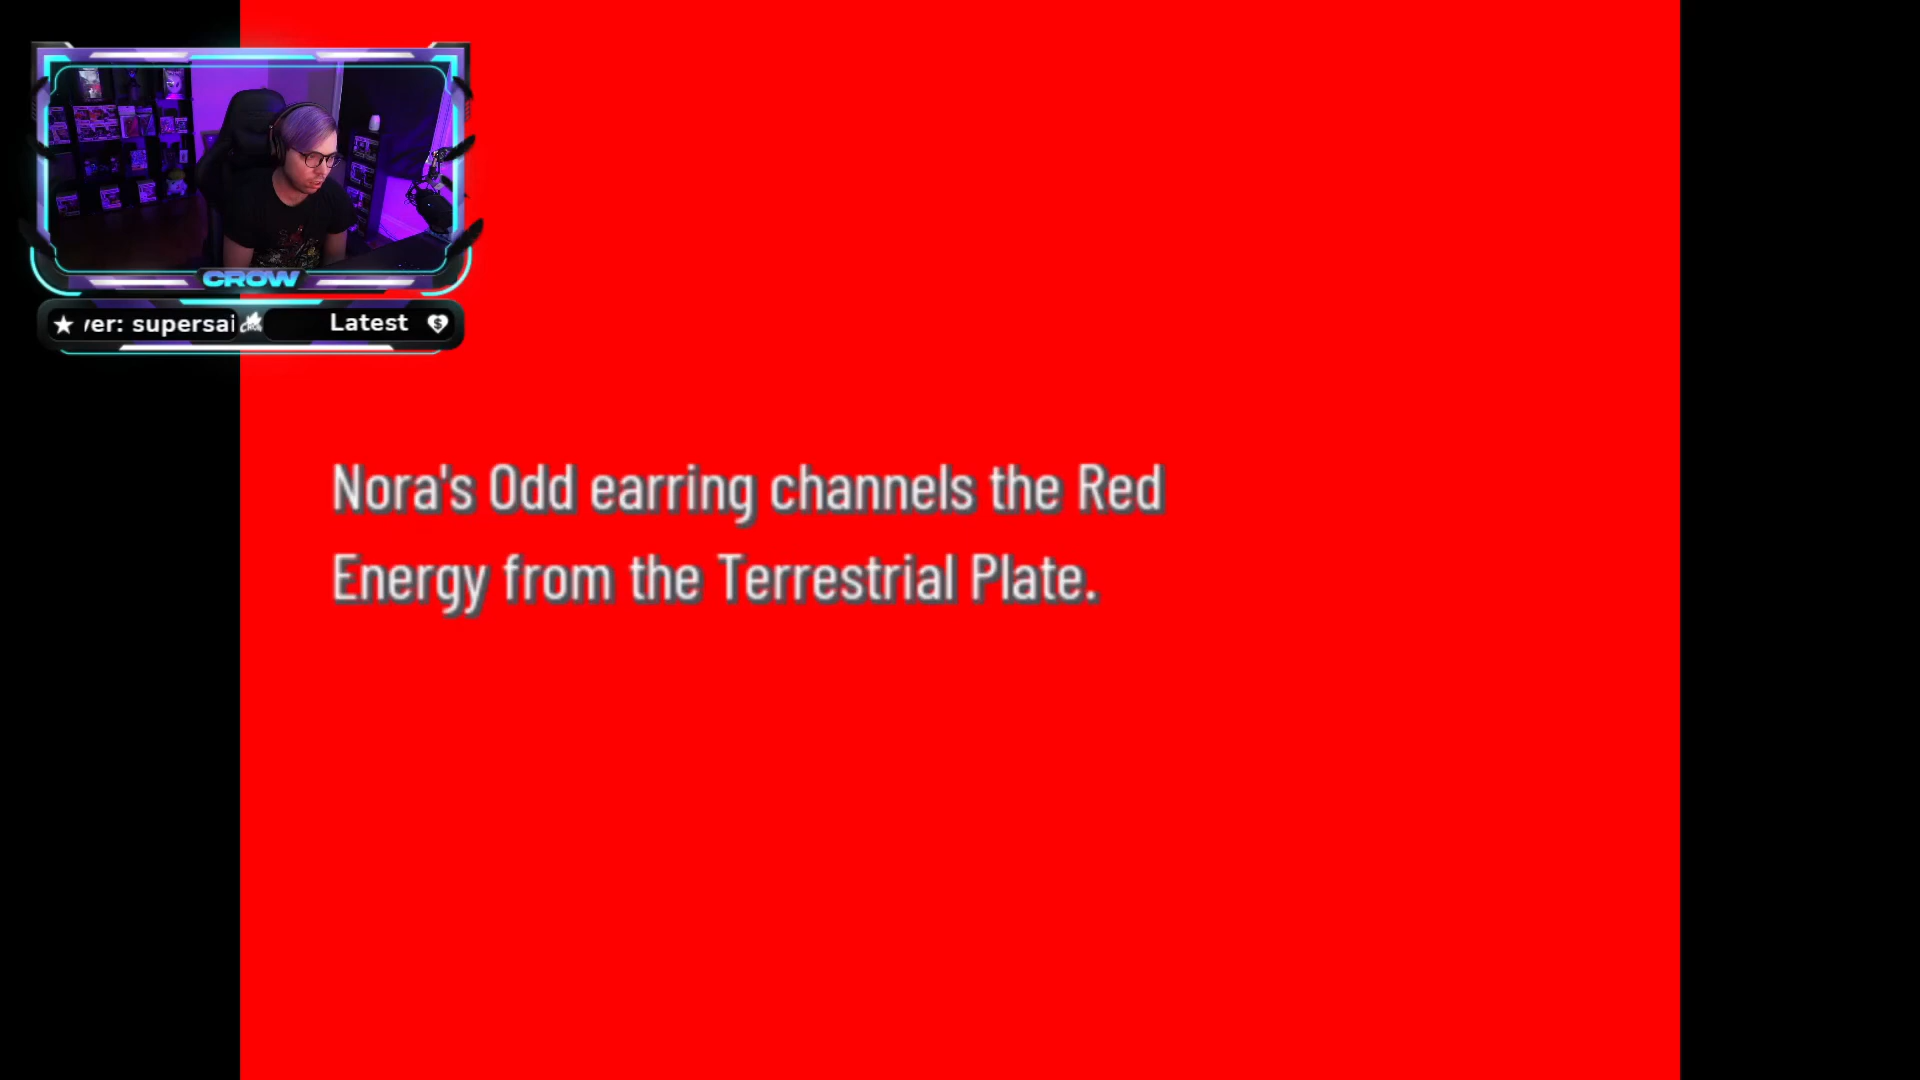 CROW
ver: supersai
Latest
Nora's Odd earring channels the Red
Energy from the Terrestrial Plate.